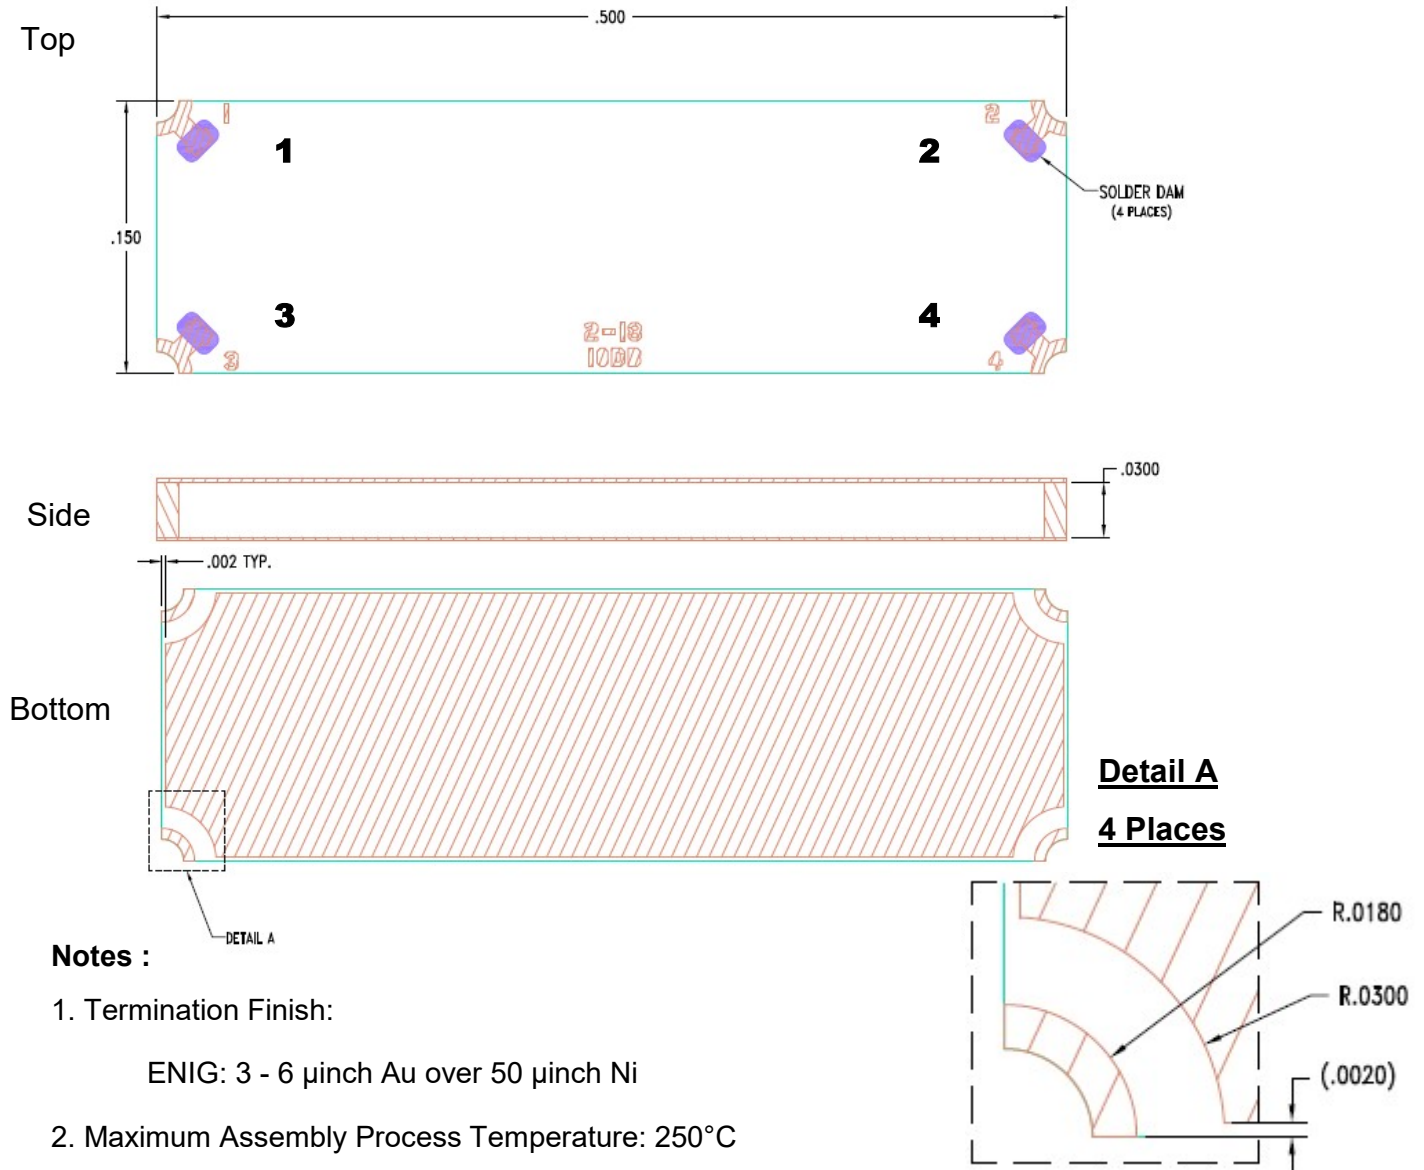 .500
Top
1
2
1
2
SOLDER DAM
(4 PLACES)
.150
3
4
2-18
10DD
3
4
.0300
Side
.002 TYP.
Bottom
Detail A
4 Places
DETAIL A
R.0180
R.0300
(.0020)
Notes :
1. Termination Finish:
ENIG: 3 - 6 µinch Au over 50 µinch Ni
2. Maximum Assembly Process Temperature: 250°C